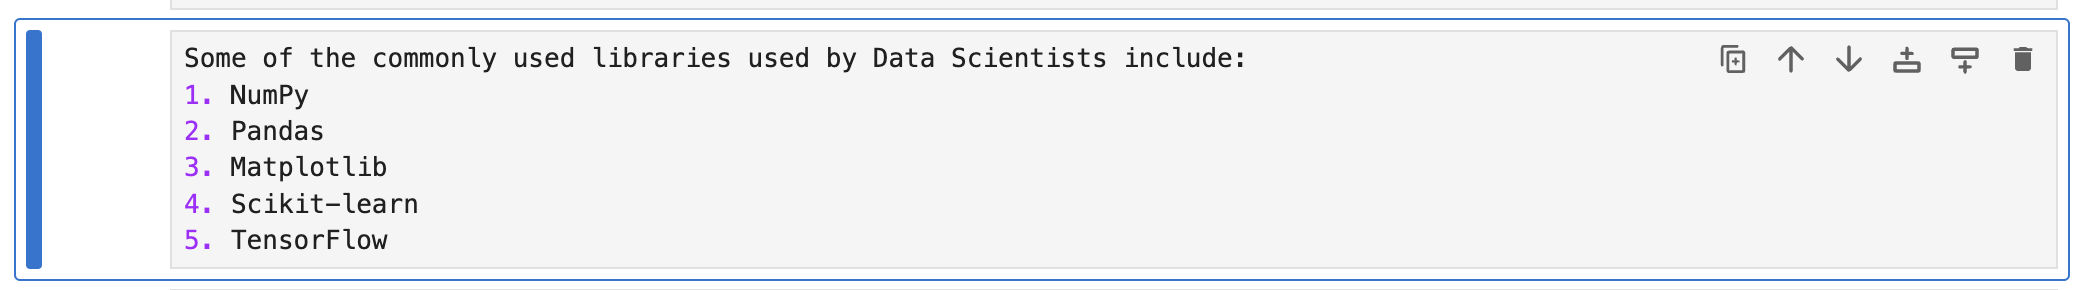 Some of the commonly used libraries used by Data Scientists include:
1. NumPy
2. Pandas
3. Matplotlib
4. Scikit-learn
5. TensorFlow